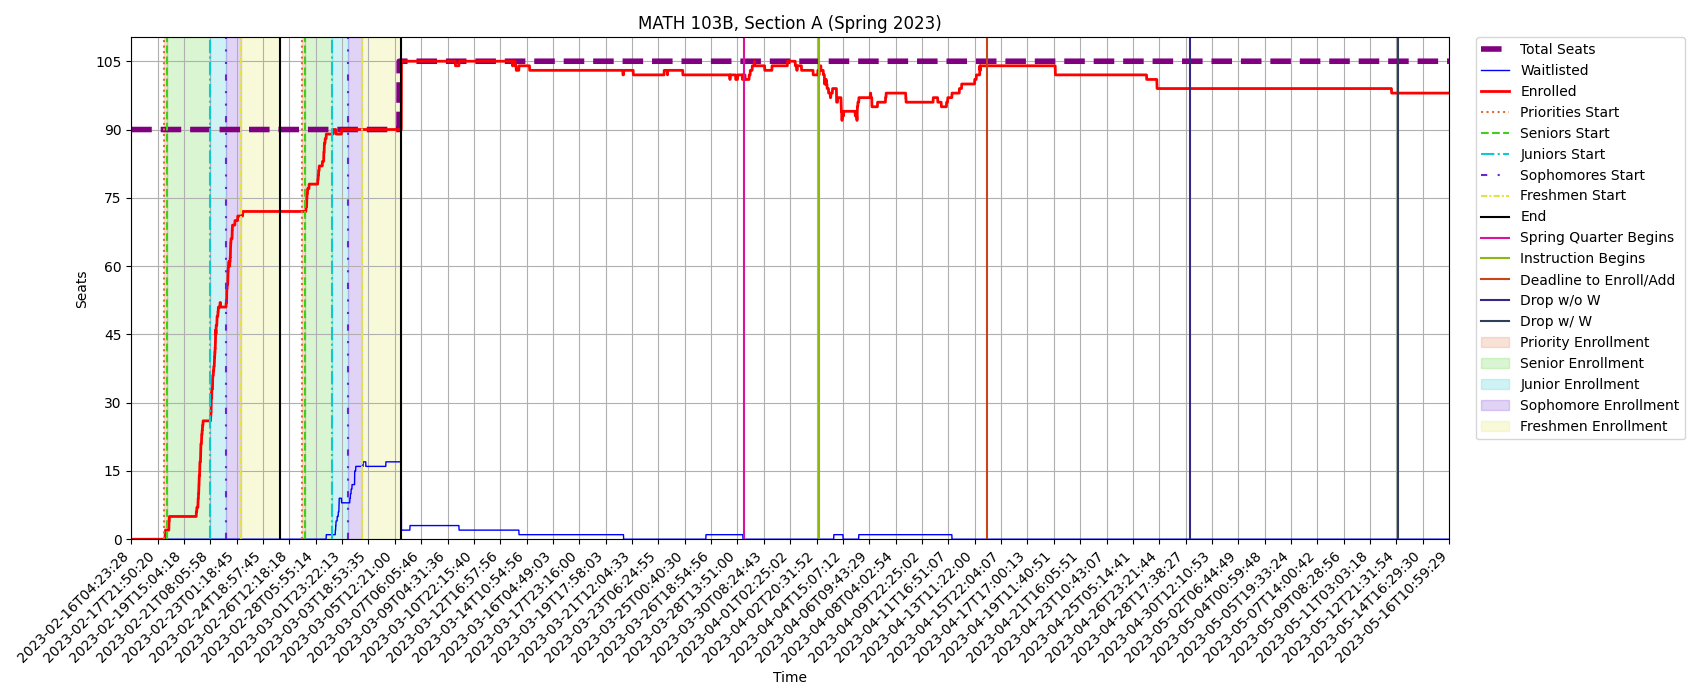 MATH 103B, Section A (Spring 2023)
Seats
105
90
75
60
45
30
15
0
2023-02-16T04:23:28
2023-02-17T21:50:20
2023-02-19T15:04:18
2023-02-21T08:05:58
2023-02-23T01:18:45
2023-02-24T18:57:45
2023-02-26T12:18:18
2023-02-28T05:55:14
2023-03-01T23:22:13
2023-03-03T18:53:35
2023-03-05T12:21:00
2023-03-07T06:05:46
2023-03-09T04:31:36
2023-03-10T22:15:40
2023-03-12T16:57:56
2023-03-14T10:54:56
2023-03-16T04:49:03
2023-03-17T23:16:00
2023-03-19T17:58:03
2023-03-21T12:04:33
2023-03-23T06:24:55
2023-03-25T00:40:30
2023-03-26T18:54:56
2023-03-28T13:51:00
2023-03-30T08:24:43
2023-04-01T02:25:02
2023-04-02T20:31:52
2023-04-04T15:07:12
2023-04-06T09:43:29
2023-04-08T04:02:54
2023-04-09T22:25:02
2023-04-11T16:51:07
2023-04-13T11:22:00
2023-04-15T22:04:07
2023-04-17T17:00:13
2023-04-19T11:40:51
2023-04-21T16:05:51
2023-04-23T10:43:07
2023-04-25T05:14:41
2023-04-26T23:21:44
2023-04-28T17:38:27
2023-04-30T12:10:53
2023-05-02T06:44:49
2023-05-04T00:59:48
2023-05-05T19:33:24
2023-05-07T14:00:42
2023-05-09T08:28:56
2023-05-11T03:03:18
2023-05-12T21:31:54
2023-05-14T16:29:30
2023-05-16T10:59:29
Time
Total Seats
Waitlisted
Enrolled
Priorities Start
Seniors Start
Juniors Start
Sophomores Start
Freshmen Start
End
Spring Quarter Begins
Instruction Begins
Deadline to Enroll/Add
Drop w/o W
Drop w/ W
Priority Enrollment
Senior Enrollment
Junior Enrollment
Sophomore Enrollment
Freshmen Enrollment